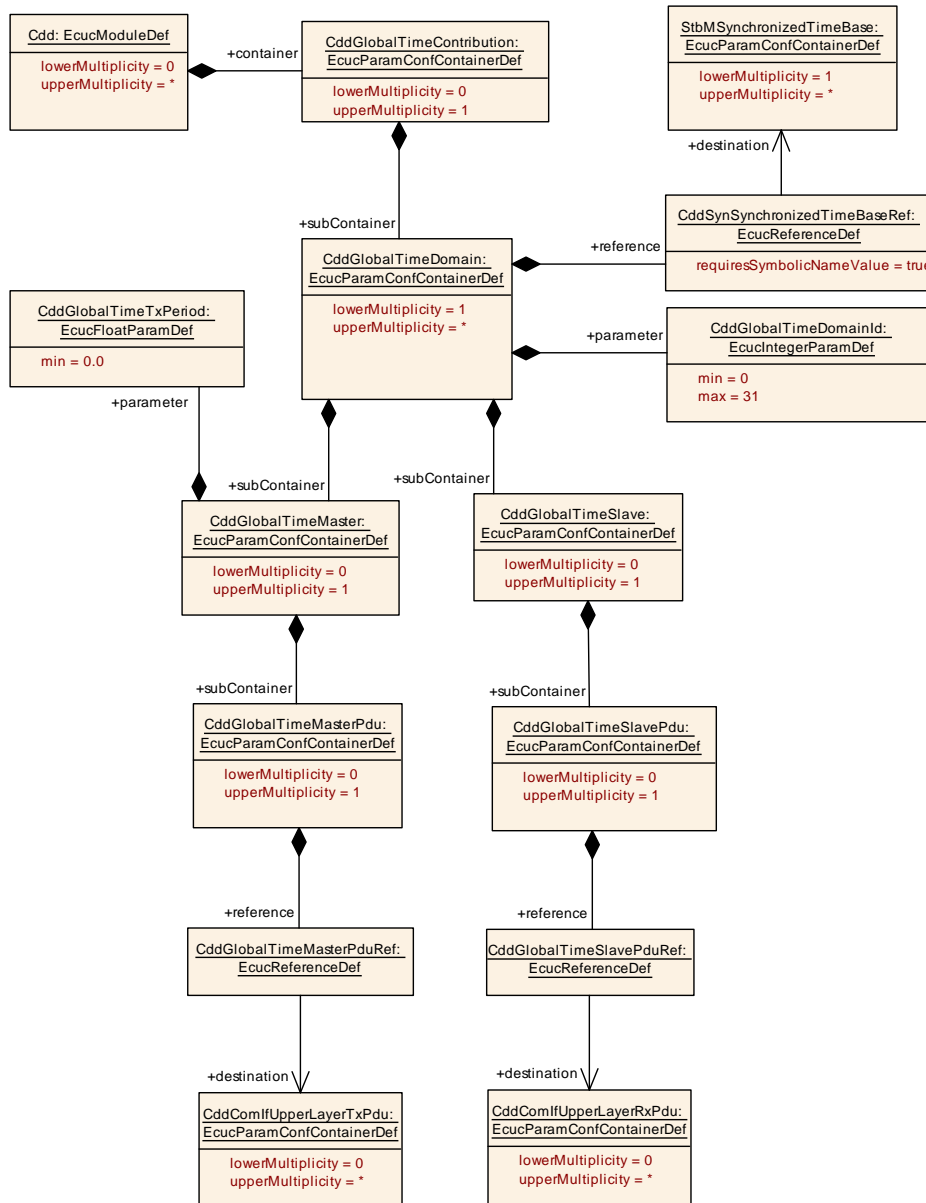 Cdd: EcucModuleDef
lowerMultiplicity = 0
upperMultiplicity = *
+container
CddGlobalTimeContribution:
EcucParamConfContainerDef
lowerMultiplicity = 0
upperMultiplicity = 1
StbMSynchronizedTimeBase:
EcucParamConfContainerDef
lowerMultiplicity = 1
upperMultiplicity = *
+destination
+subContainer
CddSynSynchronizedTimeBaseRef:
EcucReferenceDef
requiresSymbolicNameValue = true
+reference
CddGlobalTimeDomain:
EcucParamConfContainerDef
lowerMultiplicity = 1
upperMultiplicity = *
CddGlobalTimeTxPeriod:
EcucFloatParamDef
min = 0.0
+parameter
CddGlobalTimeDomainId:
EcucIntegerParamDef
min = 0
max = 31
+parameter
+subContainer
+subContainer
CddGlobalTimeMaster:
EcucParamConfContainerDef
lowerMultiplicity = 0
upperMultiplicity = 1
CddGlobalTimeSlave:
EcucParamConfContainerDef
lowerMultiplicity = 0
upperMultiplicity = 1
+subContainer
+subContainer
CddGlobalTimeMasterPdu:
EcucParamConfContainerDef
lowerMultiplicity = 0
upperMultiplicity = 1
CddGlobalTimeSlavePdu:
EcucParamConfContainerDef
lowerMultiplicity = 0
upperMultiplicity = 1
+reference
+reference
CddGlobalTimeMasterPduRef:
EcucReferenceDef
CddGlobalTimeSlavePduRef:
EcucReferenceDef
+destination
+destination
CddComIfUpperLayerTxPdu:
EcucParamConfContainerDef
lowerMultiplicity = 0
upperMultiplicity = *
CddComIfUpperLayerRxPdu:
EcucParamConfContainerDef
lowerMultiplicity = 0
upperMultiplicity = *